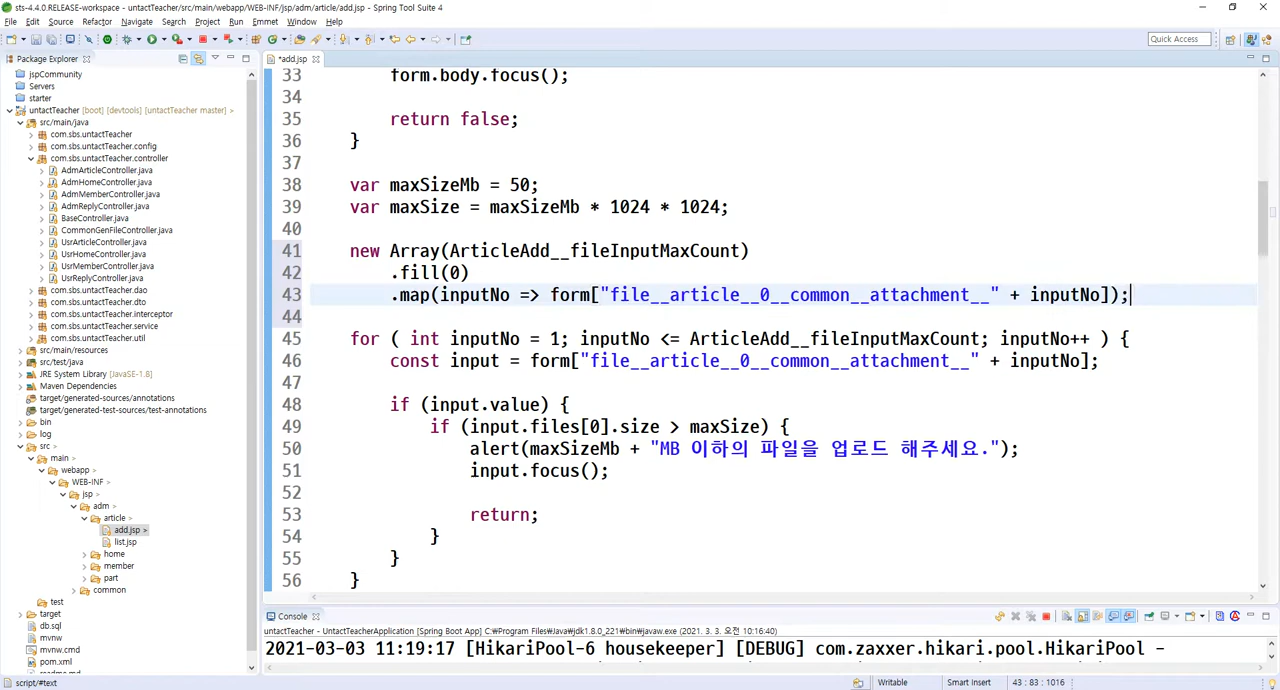 sts-4.4.0.RELEASE-workspace - untactTeacher/src/main/webapp/WEB-INF/jsp/adm/article/add.jsp - Spring Tool Suite 4
File Edit Source Refactor Navigate Search Project Run Emmet Window Help
Quick Access
Package Explorer
*add.jsp
jspCommunity
Servers
starter
untactTeacher [boot] [devtools] [untactTeacher master] >
src/main/java
com.sbs.untactTeacher
com.sbs.untactTeacher.config
com.sbs.untactTeacher.controller
AdmArticleController.java
AdmHomeController.java
AdmMemberController.java
AdmReplyController.java
BaseController.java
CommonGenFileController.java
UsrArticleController.java
UsrHomeController.java
UsrMemberController.java
UsrReplyController.java
com.sbs.untactTeacher.dao
com.sbs.untactTeacher.dto
com.sbs.untactTeacher.interceptor
com.sbs.untactTeacher.service
com.sbs.untactTeacher.util
src/main/resources
src/test/java
JRE System Library [JavaSE-1.8]
Maven Dependencies
target/generated-sources/annotations
target/generated-test-sources/test-annotations
bin
log
src >
main >
webapp >
WEB-INF >
jsp >
adm >
article >
add.jsp >
list.jsp
home
member
part
common
test
target
db.sql
mvnw
mvnw.cmd
pom.xml
33 form.body.focus();
34
35 return false;
36 }
37
38 var maxSizeMb = 50;
39 var maxSize = maxSizeMb * 1024 * 1024;
40
41 new Array(ArticleAdd__fileInputMaxCount)
42 .fill(0)
43 .map(inputNo => form["file__article__0__common__attachment__" + inputNo]);
44
45 for ( int inputNo = 1; inputNo <= ArticleAdd__fileInputMaxCount; inputNo++ ) {
46 const input = form["file__article__0__common__attachment__" + inputNo];
47
48 if (input.value) {
49 if (input.files[0].size > maxSize) {
50 alert(maxSizeMb + "MB 이하의 파일을 업로드 해주세요.");
51 input.focus();
52
53 return;
54 }
55 }
56 }
Console
untactTeacher - UntactTeacherApplication [Spring Boot App] C:\Program Files\Java\jdk1.8.0_221\bin\javaw.exe (2021. 3. 3. 오전 10:16:40)
2021-03-03 11:19:17 [HikariPool-6 housekeeper] [DEBUG] com.zaxxer.hikari.pool.HikariPool -
script/#text
Writable
Smart Insert
43 : 83 : 1016